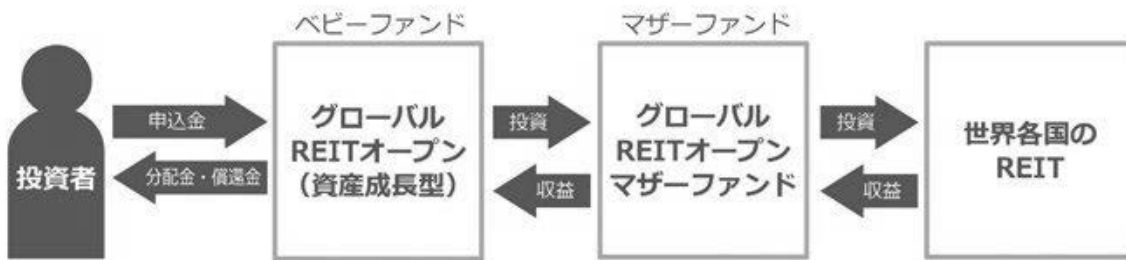 ベビーファンド
マザーファンド
投資者
申込金
分配金・償還金
グローバル
REITオープン
（資産成長型）
投資
収益
グローバル
REITオープン
マザーファンド
投資
収益
世界各国の
REIT